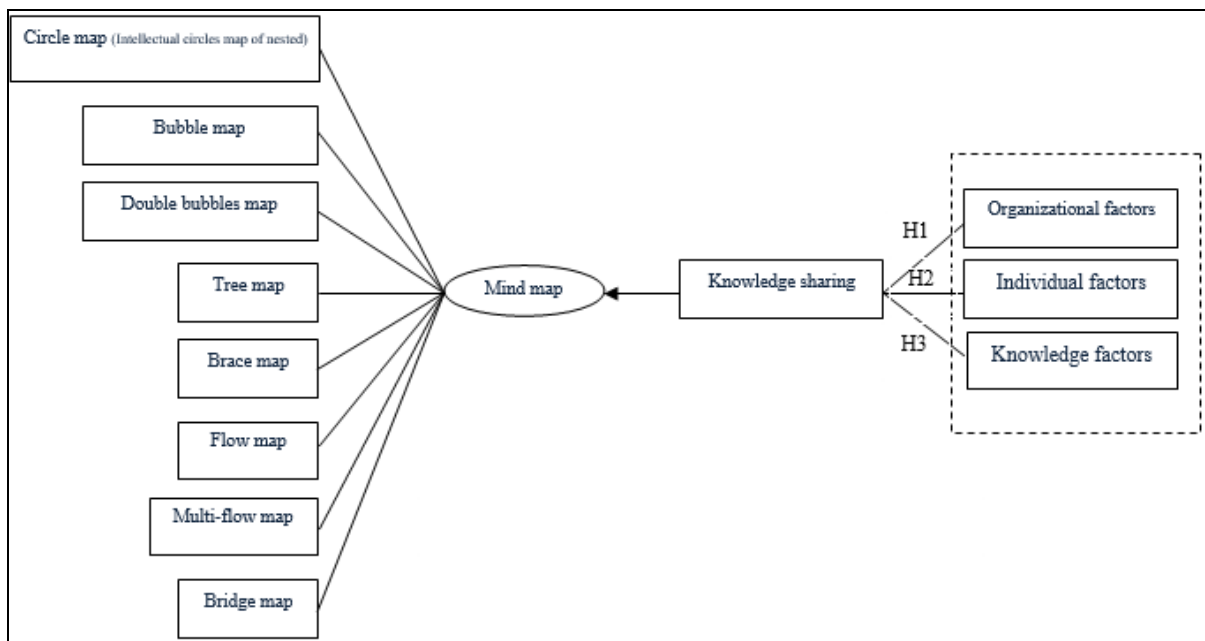 Circle map (Intellectual circles map of nested)
Bubble map
Double bubbles map
Tree map
Brace map
Flow map
Multi-flow map
Bridge map
Mind map
Knowledge sharing
H1
H2
H3
Organizational factors
Individual factors
Knowledge factors